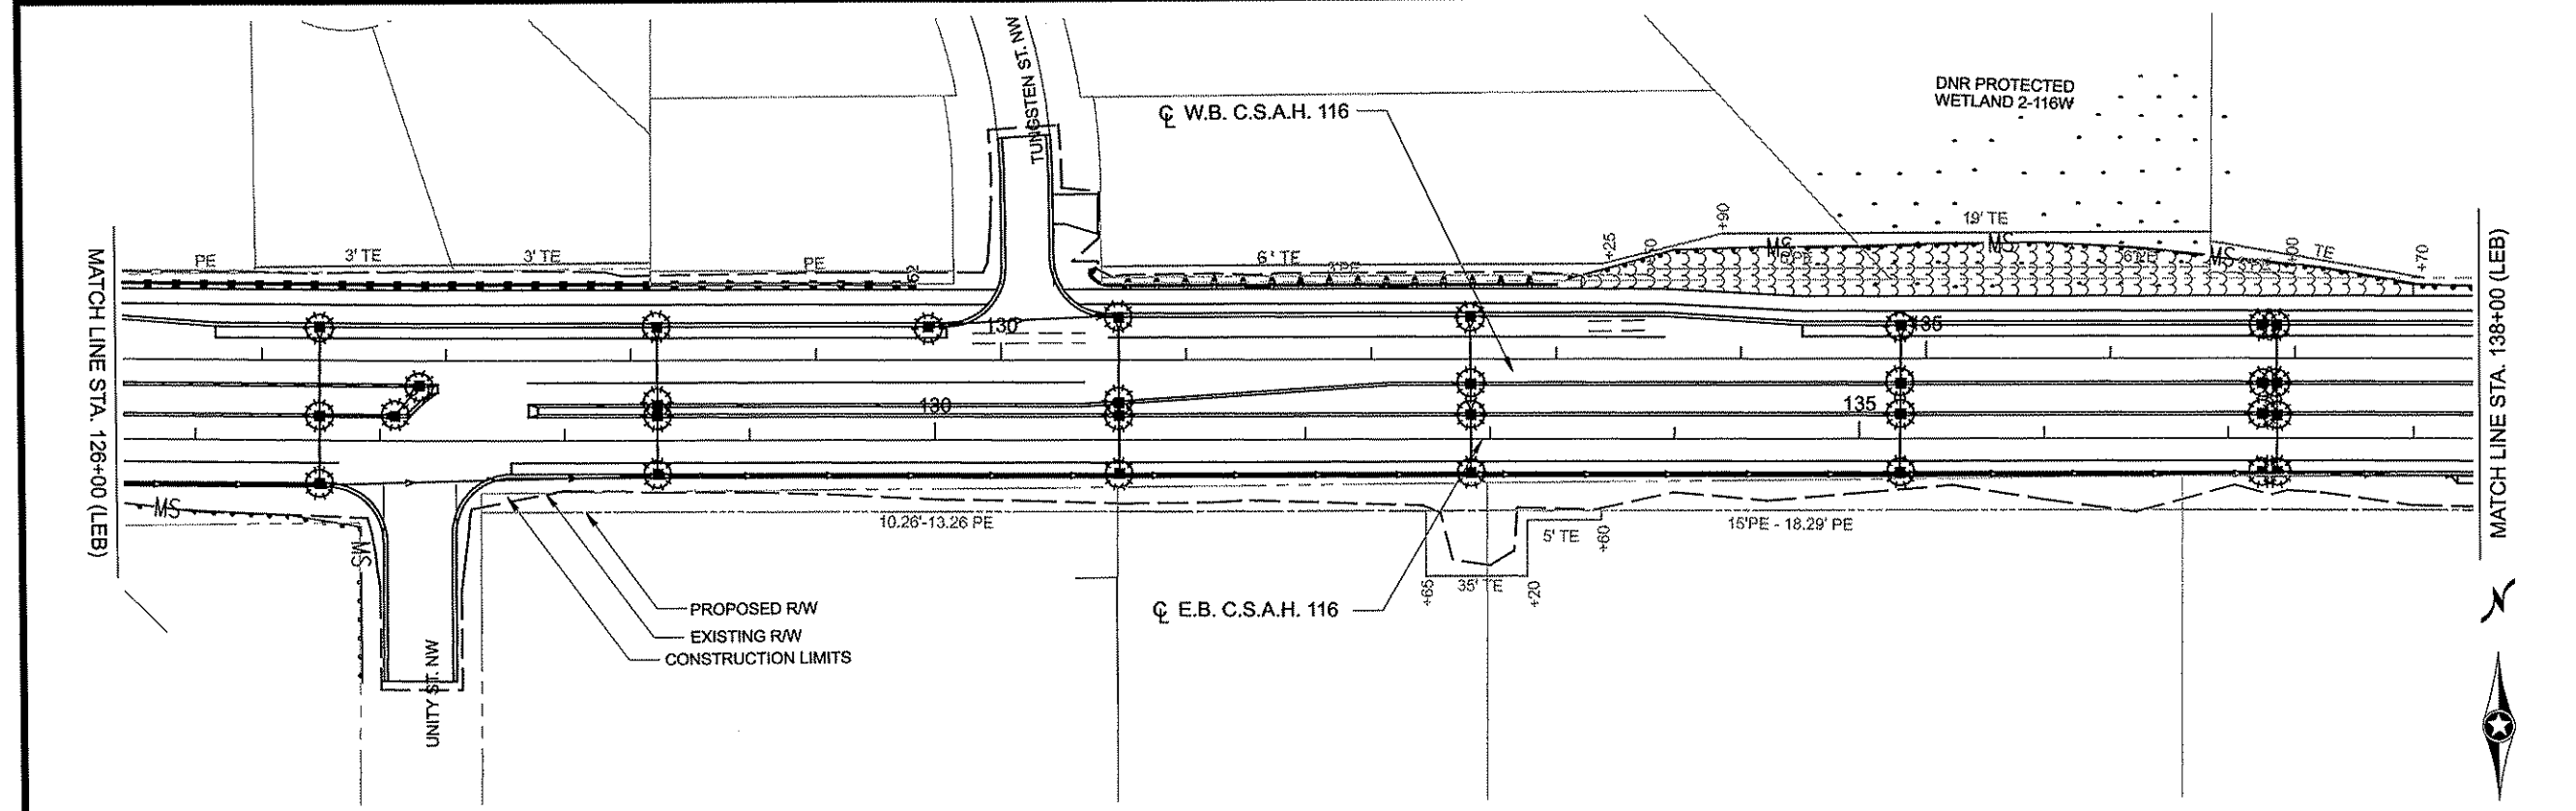 TUNGSTEN ST. NW
DNR PROTECTED
WETLAND 2-116W
℄ W.B. C.S.A.H. 116
MATCH LINE STA. 126+00 (LEB)
MATCH LINE STA. 138+00 (LEB)
PE
3' TE
3' TE
PE
6' TE
+25
+90
19' TE
MS
MS
MS
TE
+70
130
135
130
135
MS
MS
10.26'-13.26 PE
15'PE - 18.29' PE
5' TE
+60
+65
35' TE
+20
℄ E.B. C.S.A.H. 116
PROPOSED R/W
EXISTING R/W
CONSTRUCTION LIMITS
UNITY ST. NW